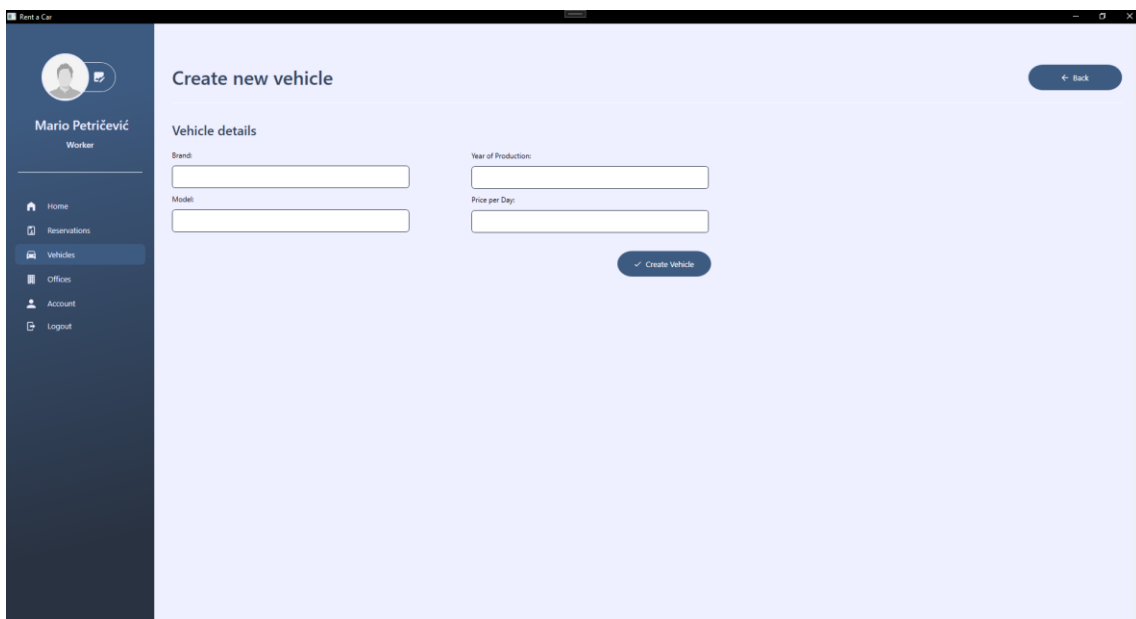 Rent a Car
Mario Petričević
Worker
Home
Reservations
Vehicles
Offices
Account
Logout
Create new vehicle
← Back
Vehicle details
Brand:
Year of Production:
Model:
Price per Day:
✓ Create Vehicle